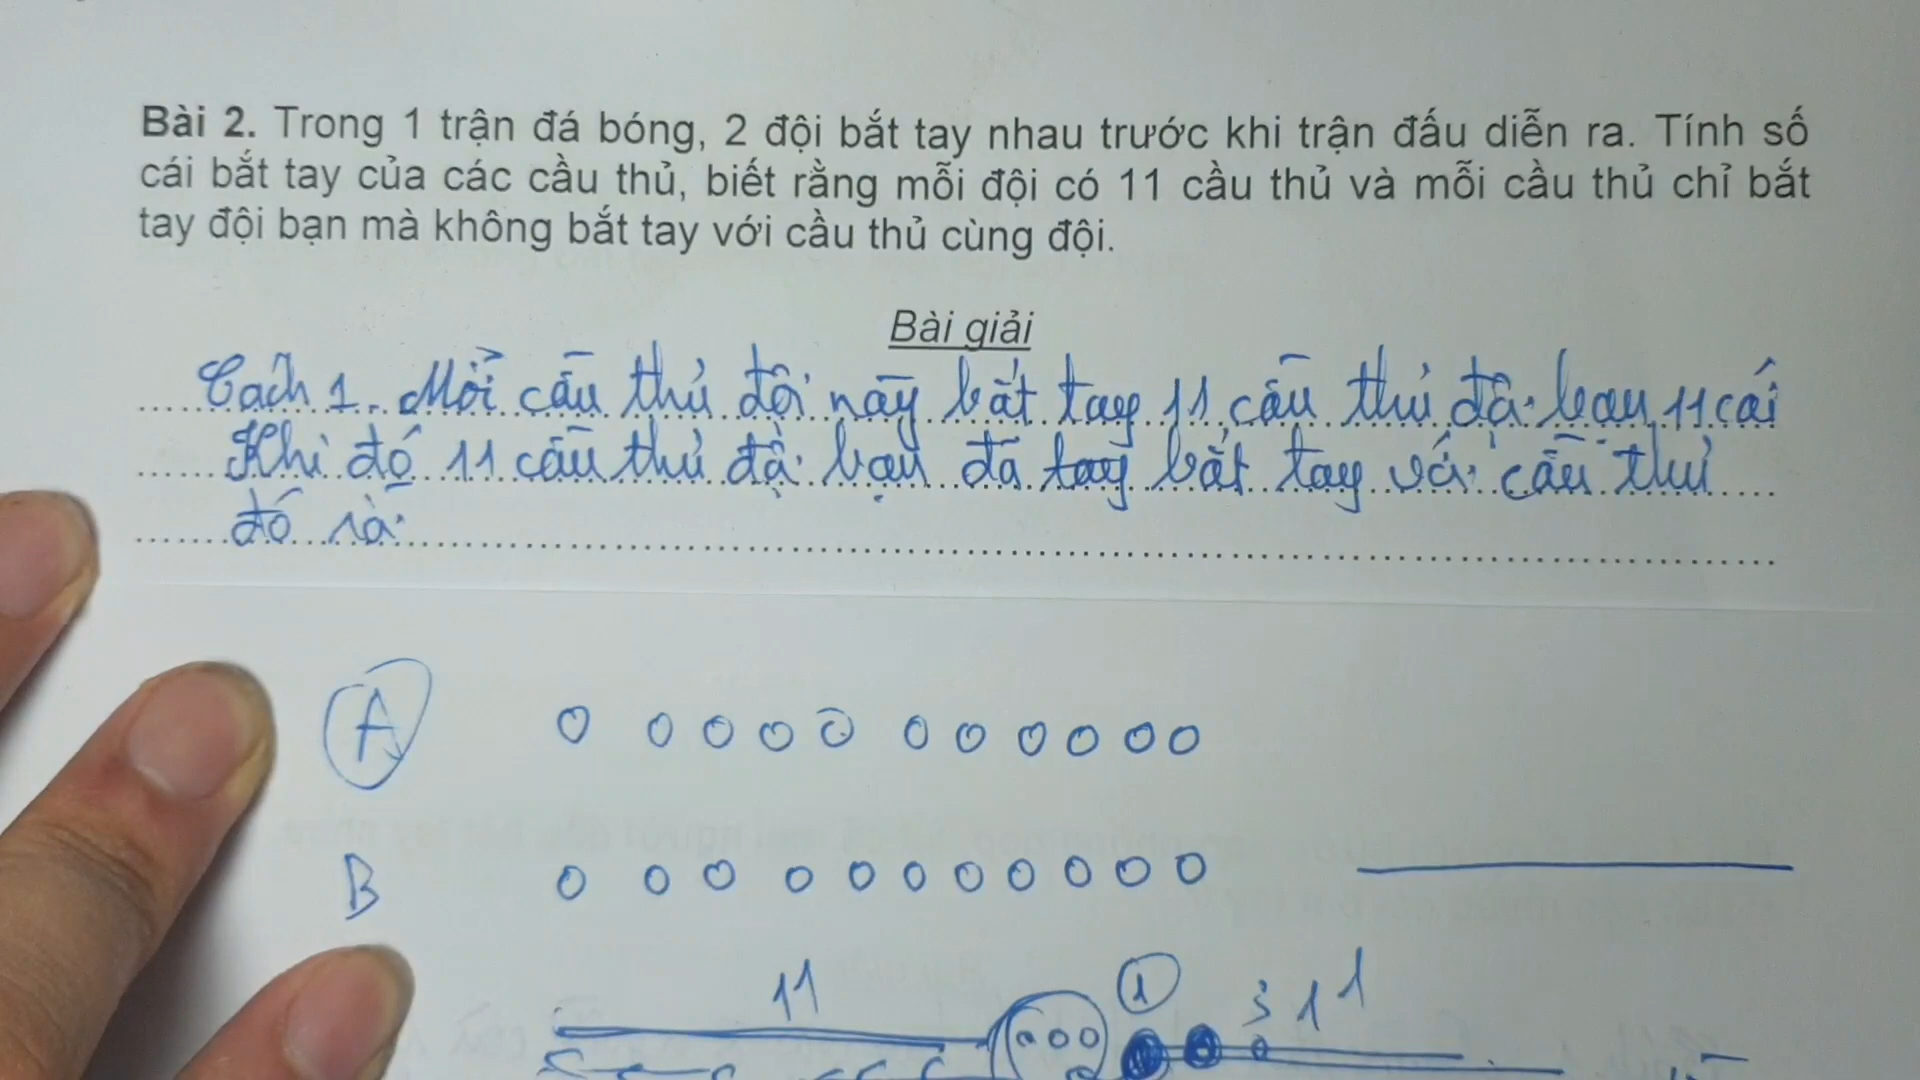 Bài 2. Trong 1 trận đá bóng, 2 đội bắt tay nhau trước khi trận đấu diễn ra. Tính số
cái bắt tay của các cầu thủ, biết rằng mỗi đội có 11 cầu thủ và mỗi cầu thủ chỉ bắt
tay đội bạn mà không bắt tay với cầu thủ cùng đội.
Bài giải
Cách 1. Mỗi cầu thủ đội này bắt tay 11 cầu thủ đội bạn 11 cái
Khi đó 11 cầu thủ đội bạn đã tay bắt tay với cầu thủ
đó rồi
A
B
11
1
3 1 1